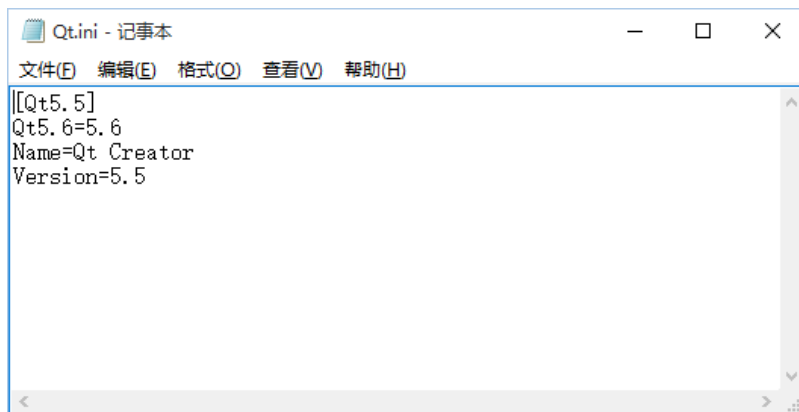 Qt.ini - 记事本
文件(F) 编辑(E) 格式(O) 查看(V) 帮助(H)
[Qt5.5]
Qt5.6=5.6
Name=Qt Creator
Version=5.5